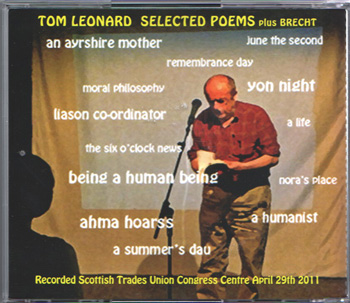 TOM LEONARD SELECTED POEMS plus BRECHT
an ayrshire mother
june the second
remembrance day
moral philosophy
yon night
liason co-ordinator
a life
the six o'clock news
being a human being
nora's place
ahma hoarss
a humanist
a summer's day
Recorded Scottish Trades Union Congress Centre April 29th 2011